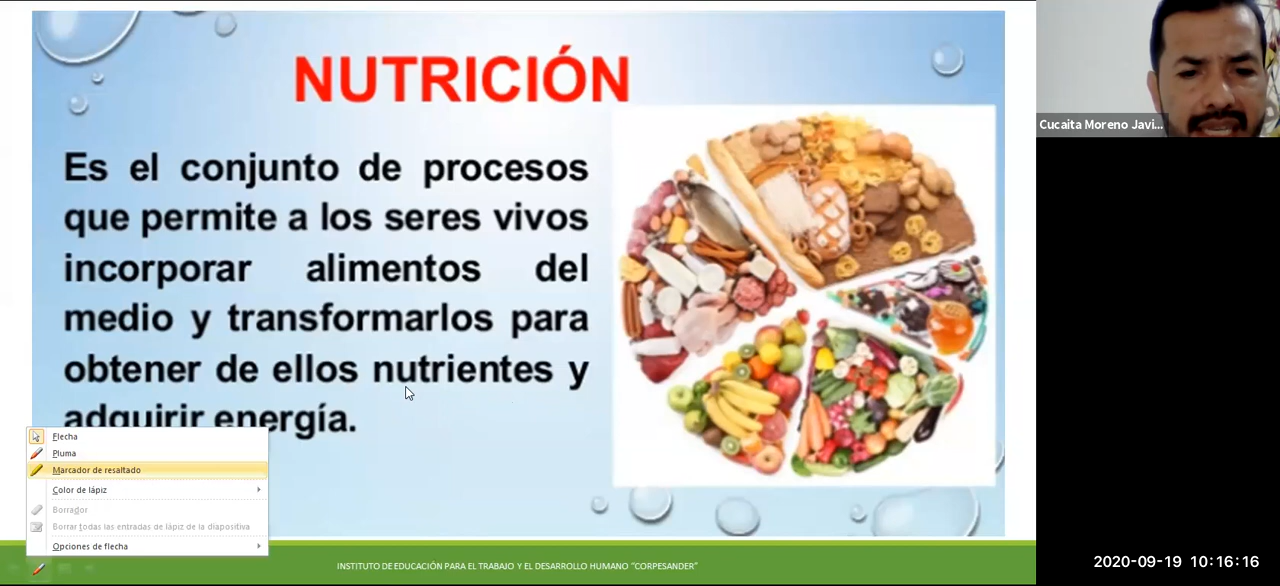 NUTRICIÓN
Es el conjunto de procesos
que permite a los seres vivos
incorporar alimentos del
medio y transformarlos para
obtener de ellos nutrientes y
adquirir energía.
Flecha
Pluma
Marcador de resaltado
Color de lápiz
Borrador
Borrar todas las entradas de lápiz de la diapositiva
Opciones de flecha
INSTITUTO DE EDUCACIÓN PARA EL TRABAJO Y EL DESARROLLO HUMANO "CORPESANDER"
Cucaita Moreno Javi...
2020-09-19 10:16:16